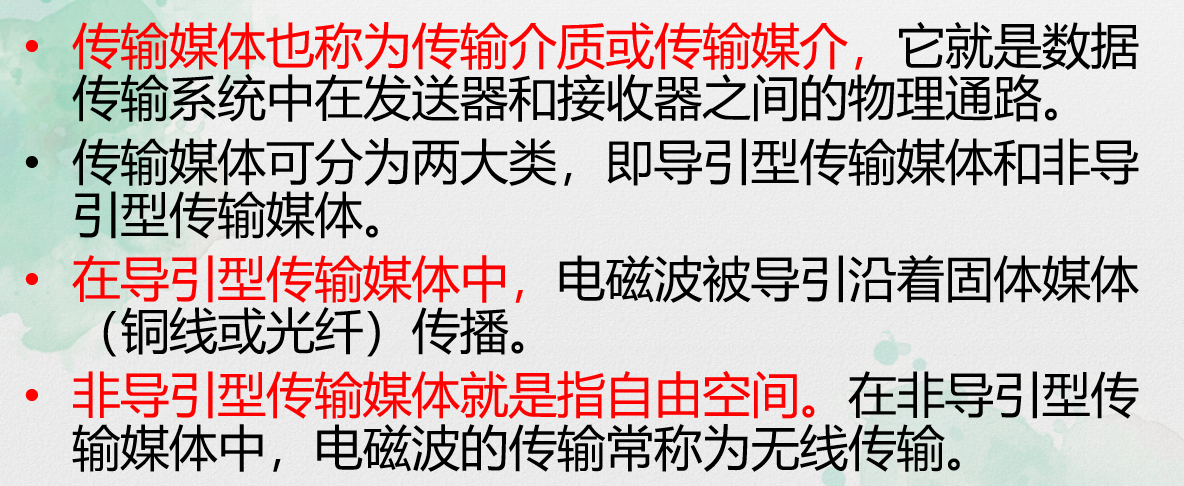 • 传输媒体也称为传输介质或传输媒介，它就是数据
传输系统中在发送器和接收器之间的物理通路。
• 传输媒体可分为两大类，即导引型传输媒体和非导
引型传输媒体。
• 在导引型传输媒体中，电磁波被导引沿着固体媒体
（铜线或光纤）传播。
• 非导引型传输媒体就是指自由空间。在非导引型传
输媒体中，电磁波的传输常称为无线传输。